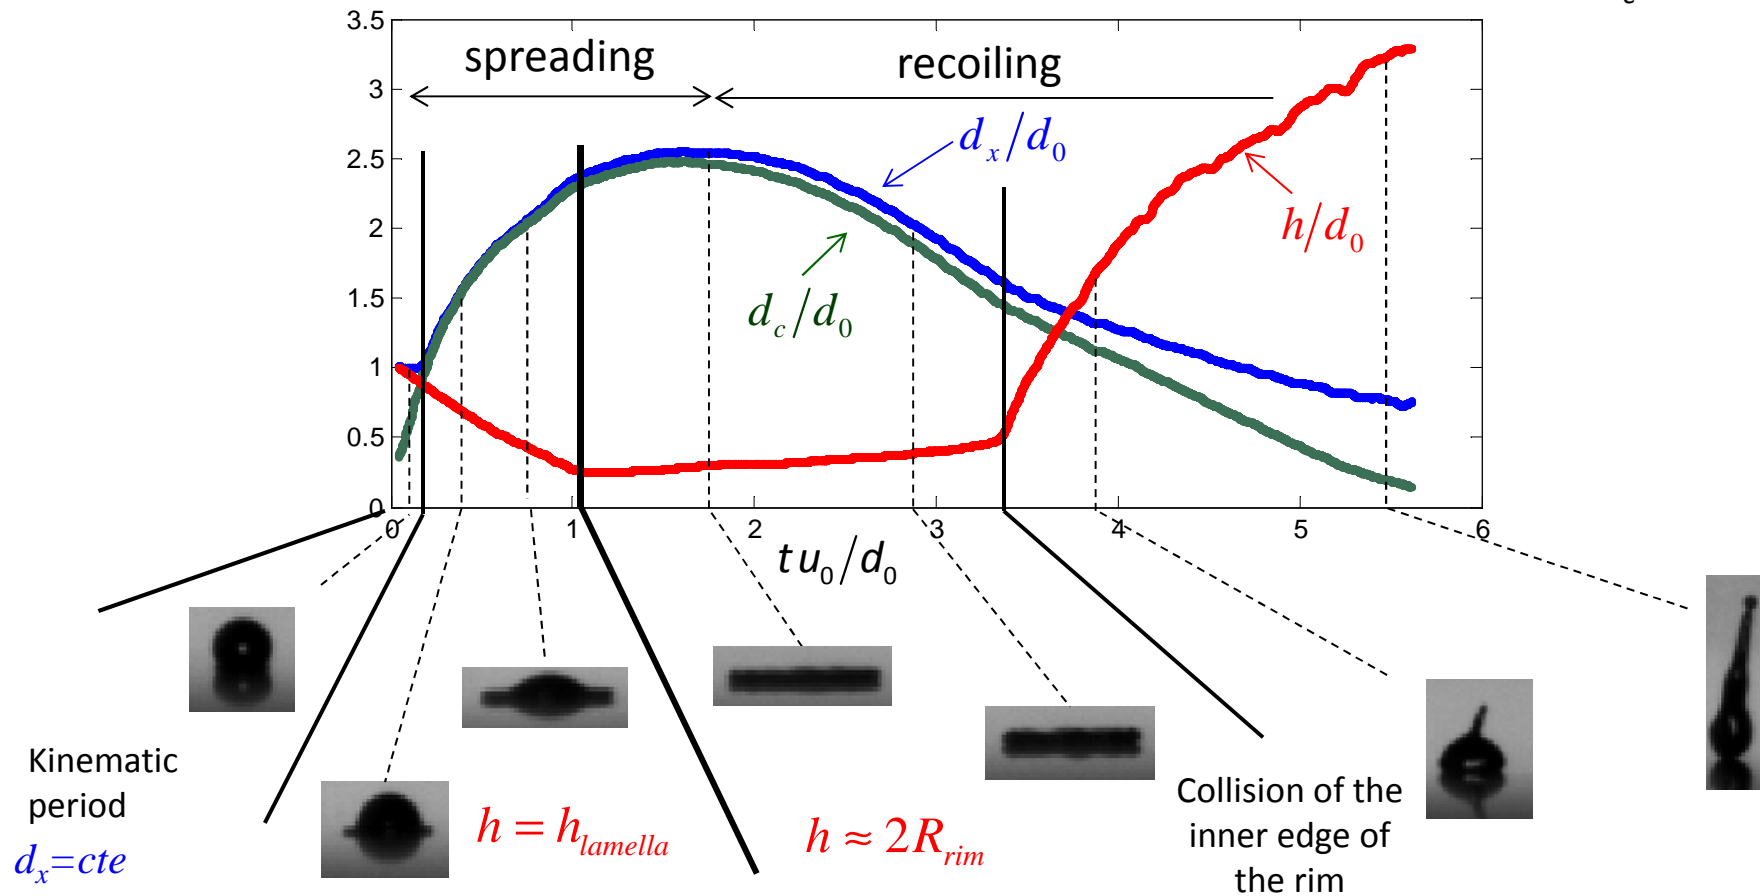 g
3.5
spreading
recoiling
3
d_x/d_0
2.5
h/d_0
2
d_c/d_0
1.5
1
0.5
0
0 1 2 3 4 5 6
t u_0/d_0
Kinematic
period
d_x=cte
h = h_lamella
h ≈ 2R_rim
Collision of the
inner edge of
the rim